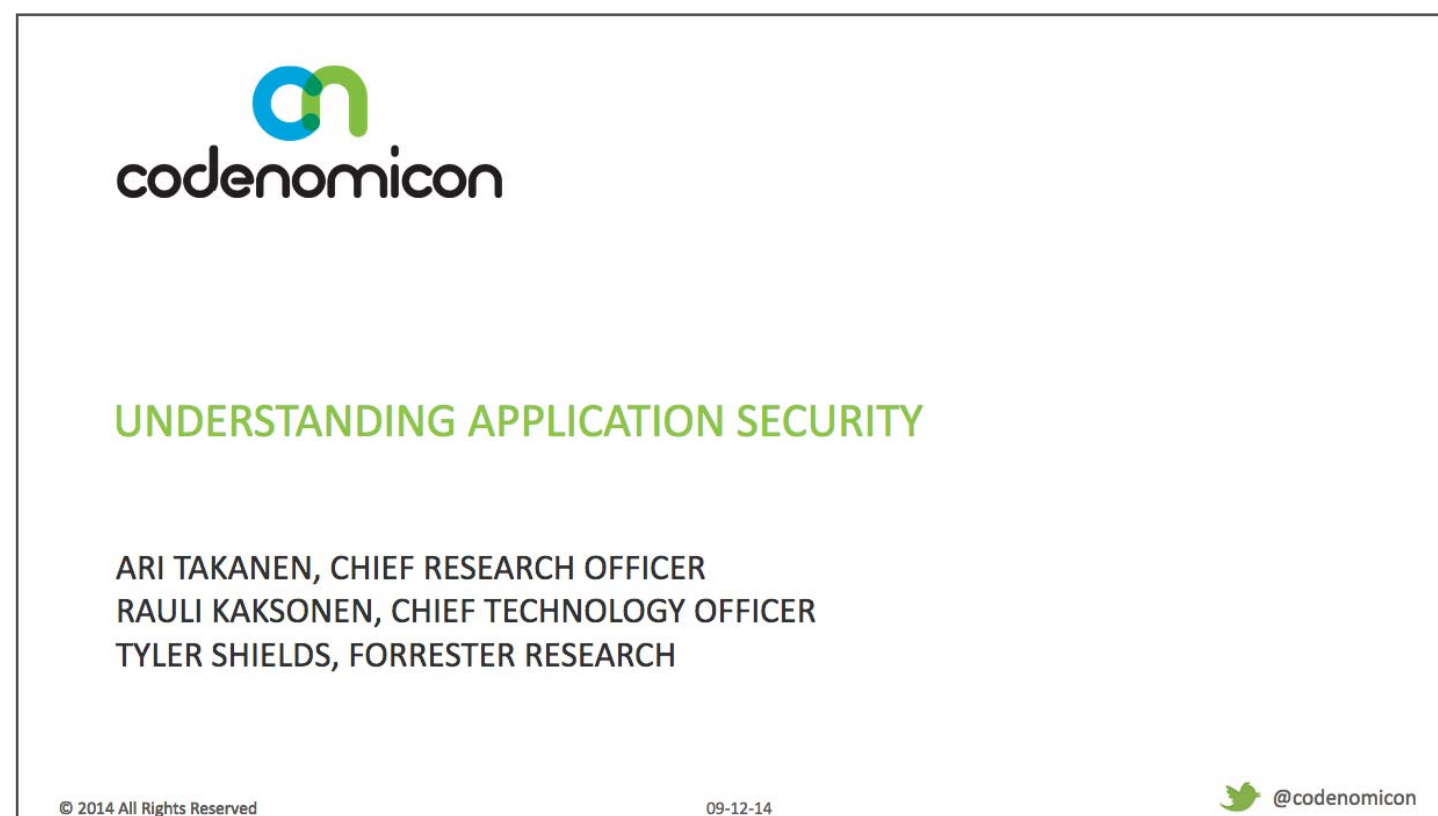 codenomicon
UNDERSTANDING APPLICATION SECURITY
ARI TAKANEN, CHIEF RESEARCH OFFICER
RAULI KAKSONEN, CHIEF TECHNOLOGY OFFICER
TYLER SHIELDS, FORRESTER RESEARCH
© 2014 All Rights Reserved
09-12-14
@codenomicon